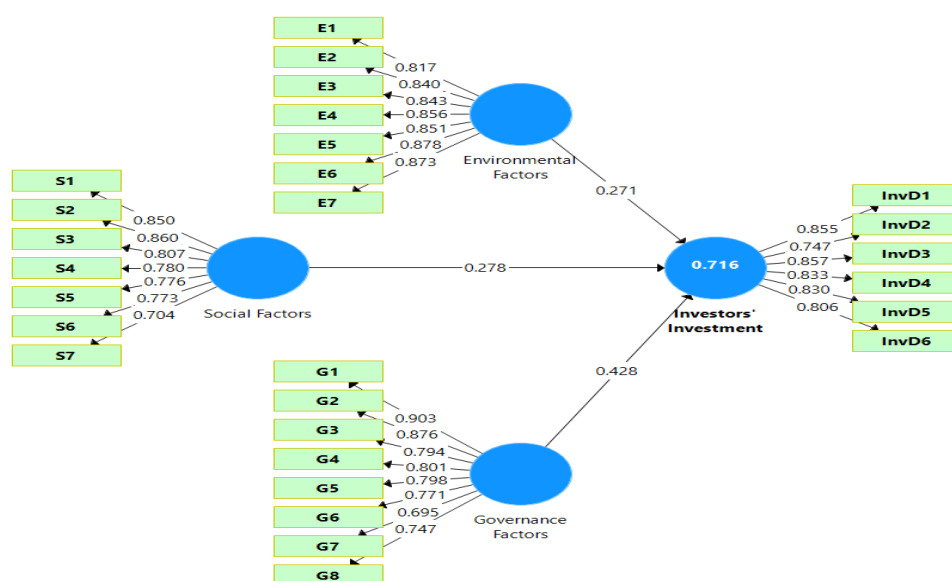 E1
E2
E3
E4
E5
E6
E7
0.817
0.840
0.843
0.856
0.851
0.878
0.873
Environmental
Factors
0.271
S1
S2
S3
S4
S5
S6
S7
0.850
0.860
0.807
0.780
0.776
0.773
0.704
Social Factors
0.278
0.716
Investors'
Investment
0.855
0.747
0.857
0.833
0.830
0.806
InvD1
InvD2
InvD3
InvD4
InvD5
InvD6
G1
G2
G3
G4
G5
G6
G7
G8
0.903
0.876
0.794
0.801
0.798
0.771
0.695
0.747
Governance
Factors
0.428